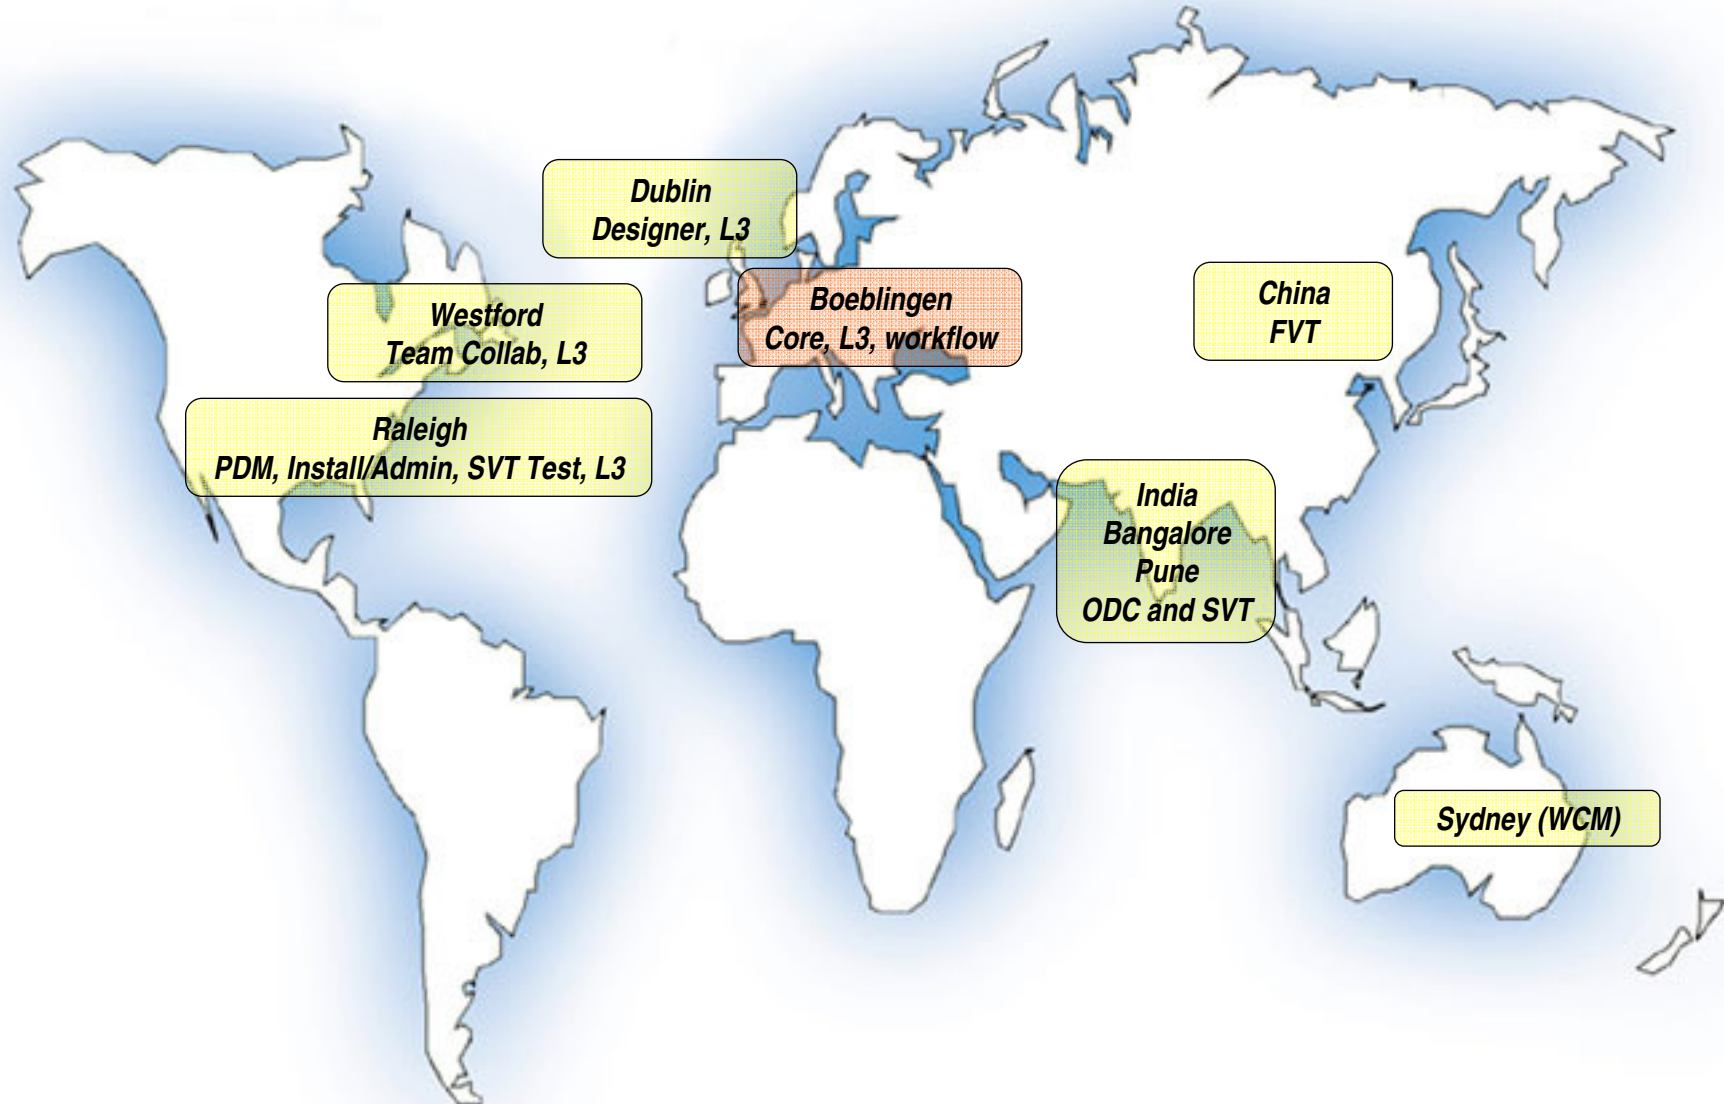 Dublin
Designer, L3
Boeblingen
Core, L3, workflow
China
FVT
Westford
Team Collab, L3
Raleigh
PDM, Install/Admin, SVT Test, L3
India
Bangalore
Pune
ODC and SVT
Sydney (WCM)